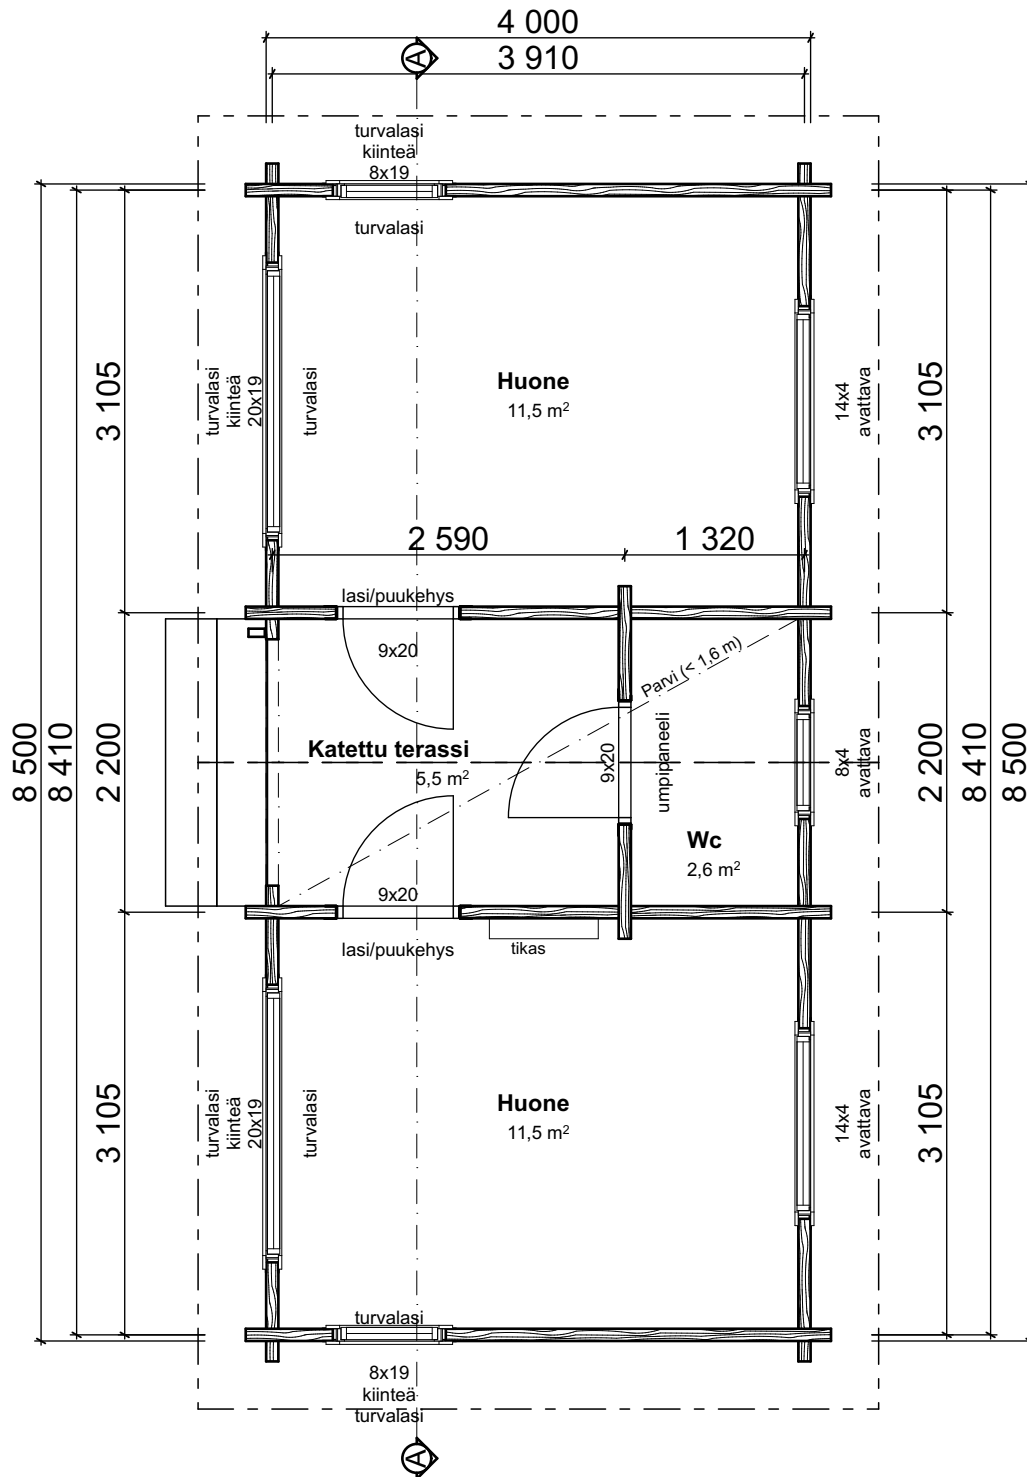 4 000
A
3 910
turvalasi
kiinteä
8x19
turvalasi
turvalasi
kiinteä
20x19
turvalasi
Huone
11,5 m²
14x4
avattava
3 105
3 105
2 590
1 320
lasi/puukehys
9x20
Parvi (< 1,6 m)
8 500
8 410
2 200
Katettu terassi
5,5 m²
9x20
umpipaneeli
8x4
avattava
2 200
8 410
8 500
Wc
2,6 m²
9x20
lasi/puukehys
tikas
3 105
turvalasi
kiinteä
20x19
turvalasi
Huone
11,5 m²
14x4
avattava
3 105
turvalasi
8x19
kiinteä
turvalasi
A